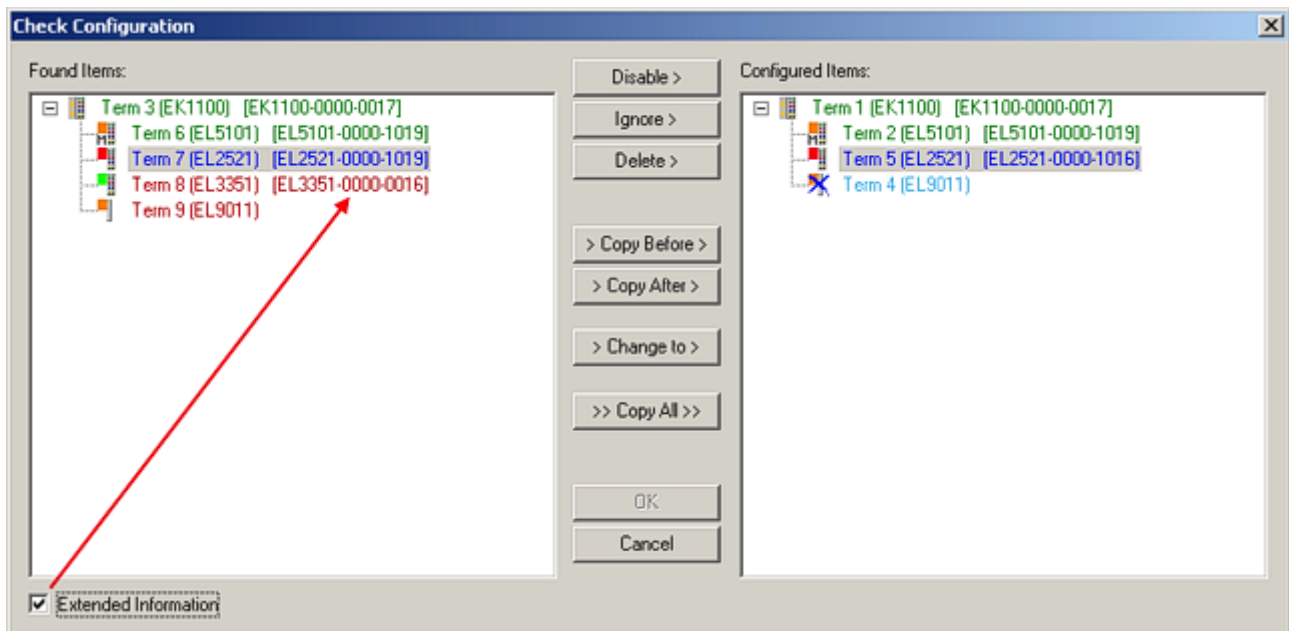 Check Configuration
Found Items:
Term 3 (EK1100) [EK1100-0000-0017]
Term 6 (EL5101) [EL5101-0000-1019]
Term 7 (EL2521) [EL2521-0000-1019]
Term 8 (EL3351) [EL3351-0000-0016]
Term 9 (EL9011)
Disable >
Ignore >
Delete >
> Copy Before >
> Copy After >
> Change to >
>> Copy All >>
OK
Cancel
Configured Items:
Term 1 (EK1100) [EK1100-0000-0017]
Term 2 (EL5101) [EL5101-0000-1019]
Term 5 (EL2521) [EL2521-0000-1016]
Term 4 (EL9011)
Extended Information